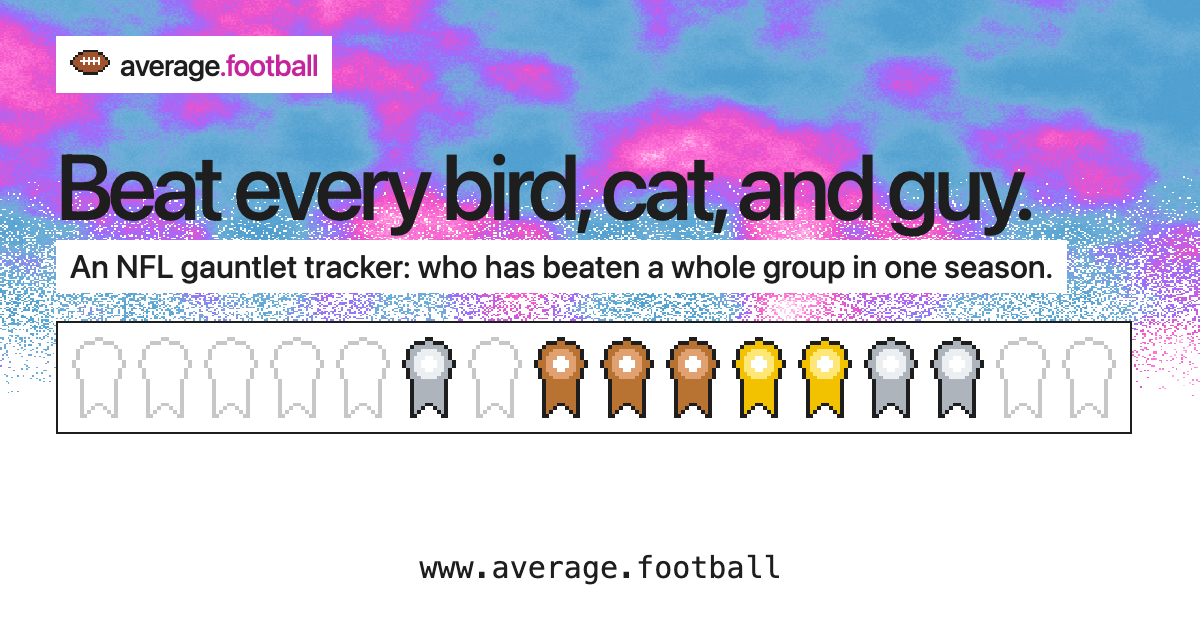 average.football
Beat every bird, cat, and guy.
An NFL gauntlet tracker: who has beaten a whole group in one season.
www.average.football